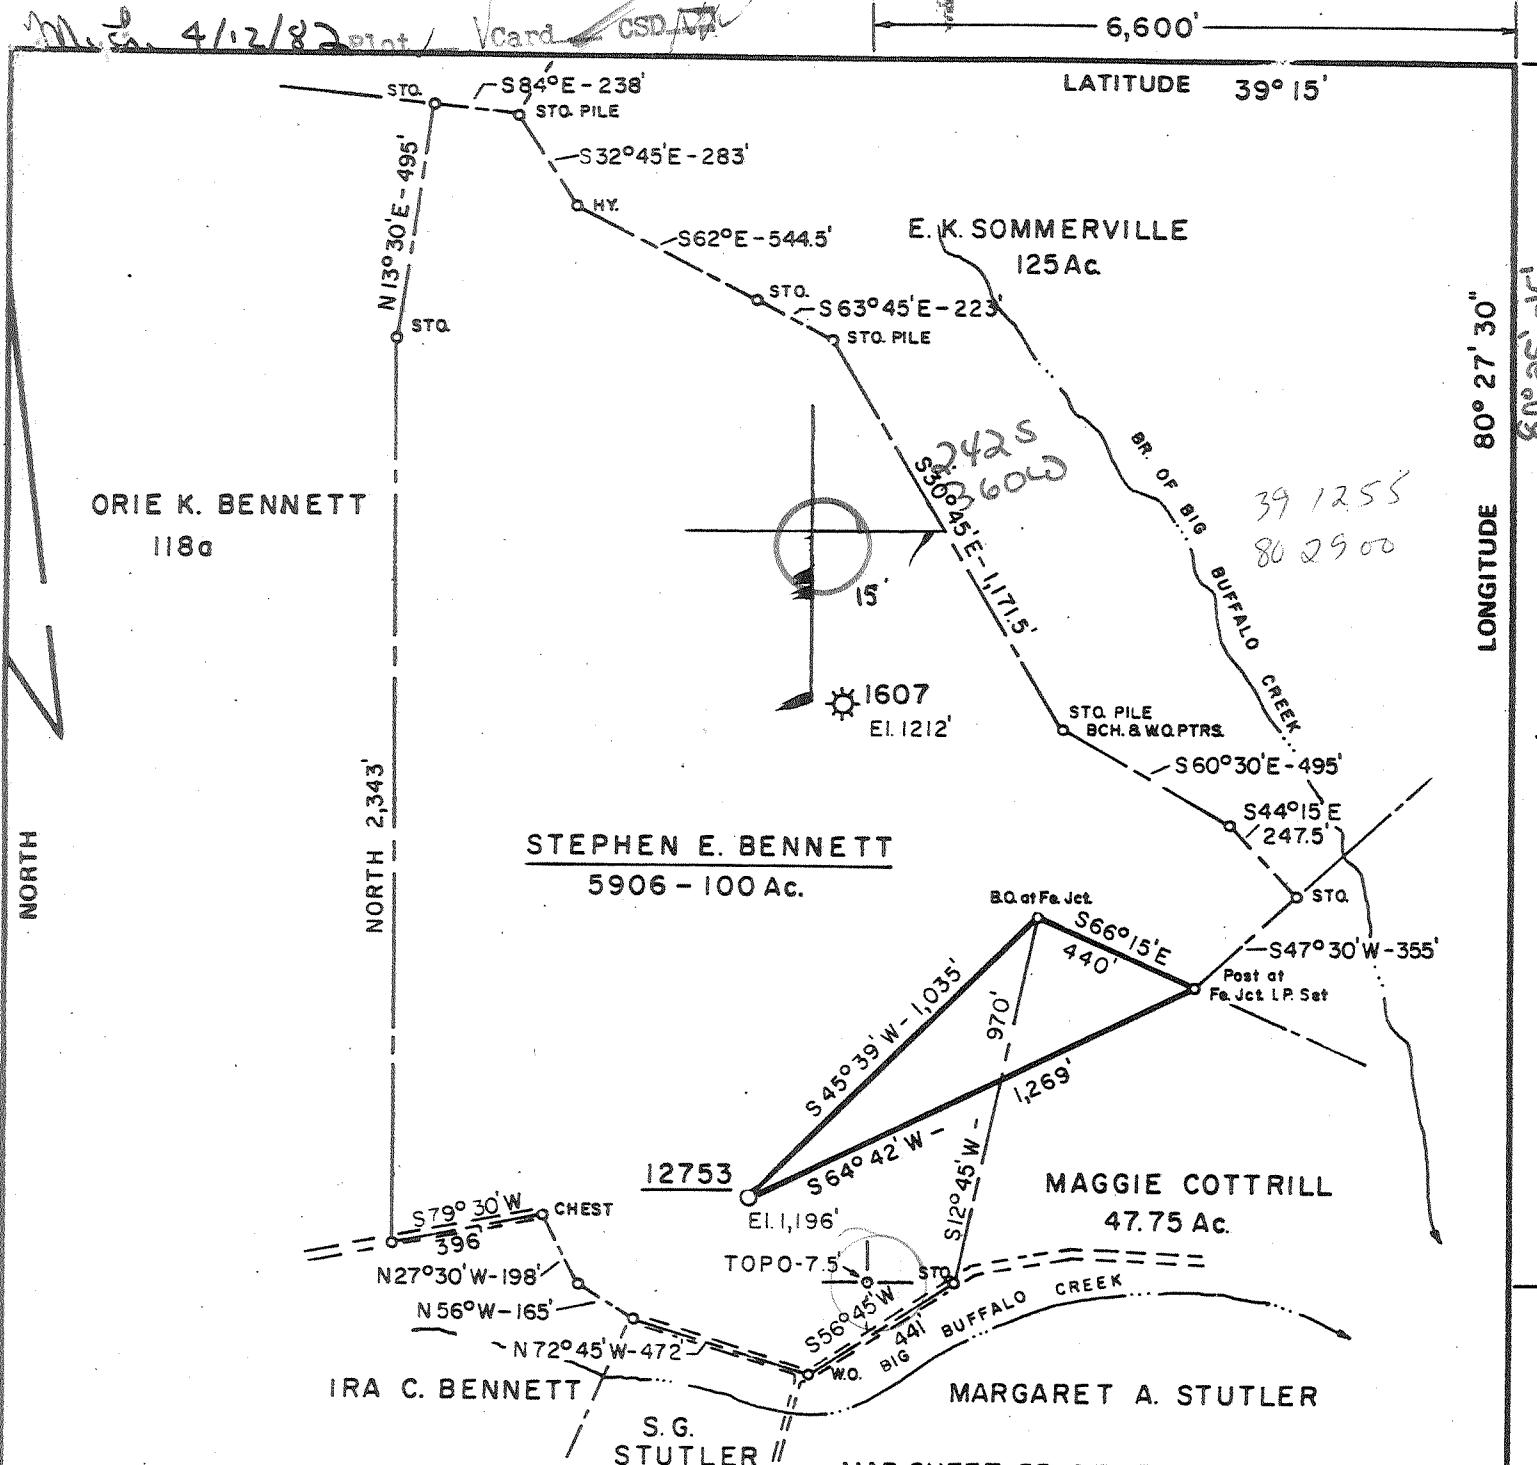 4/12/82 plot
Card
CSD
6,600'
LATITUDE 39° 15'
STO.
S84°E-238'
STO. PILE
S32°45'E-283'
N13°30'E-495'
HY.
S62°E-544.5'
E. K. SOMMERVILLE
125 Ac.
STO.
STO.
S63°45'E-223'
STO. PILE
LONGITUDE 80° 27' 30"
ORIE K. BENNETT
118a
242S
360W
S30°45'E-1,171.5'
BR. OF BIG BUFFALO CREEK
39 1255
80 2900
15'
1607
El. 1212'
STO. PILE
BCH. & W.O. PTRS.
S60°30'E-495'
S44°15'E
247.5'
NORTH 2,343'
NORTH
STEPHEN E. BENNETT
5906-100 Ac.
B.O. at Fe. Jct.
S66°15'E
440'
STO.
S47°30'W-355'
Post at
Fe. Jct. I.P. Set
S45°39'W-1,035'
970'
S12°45'W-
1,269'
S64°42'W-
12753
El. 1,196'
MAGGIE COTTRILL
47.75 Ac.
S79°30'W
396'
CHEST
N27°30'W-198'
TOPO-7.5'
STO.
N56°W-165'
S56°45'W
441'
BIG BUFFALO CREEK
N72°45'W-472'
W.O.
IRA C. BENNETT
MARGARET A. STUTLER
S. G.
STUTLER